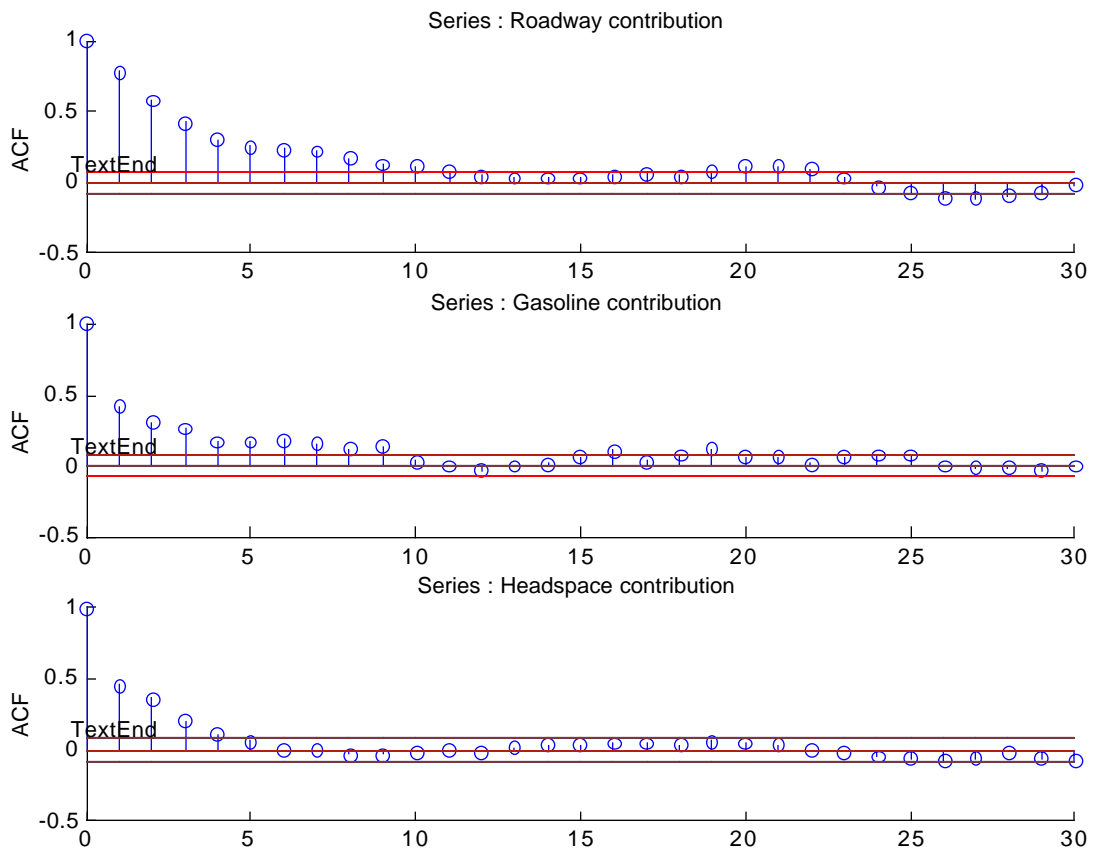 Series : Roadway contribution
1
0.5
0
-0.5
ACF
TextEnd
0 5 10 15 20 25 30
Series : Gasoline contribution
1
0.5
0
-0.5
ACF
TextEnd
0 5 10 15 20 25 30
Series : Headspace contribution
1
0.5
0
-0.5
ACF
TextEnd
0 5 10 15 20 25 30